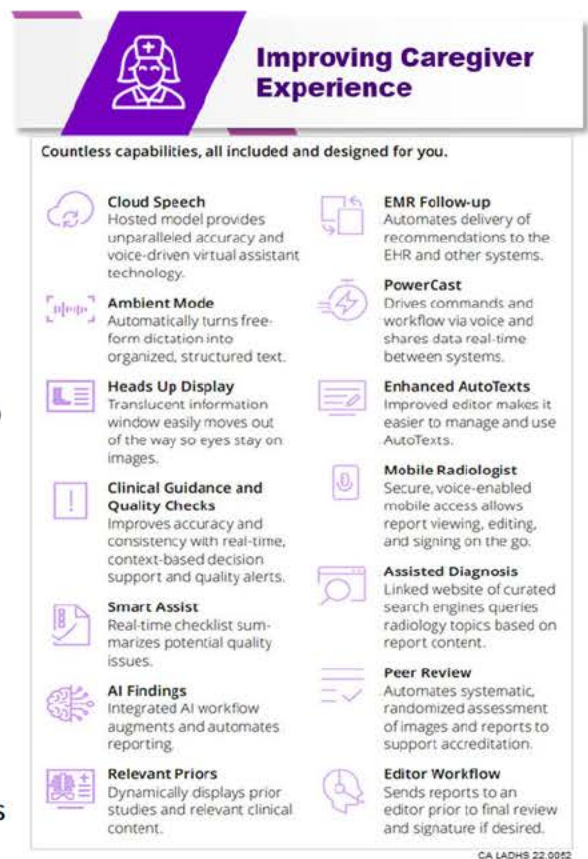 Improving Caregiver
Experience
Countless capabilities, all included and designed for you.
Cloud Speech
Hosted model provides
unparalleled accuracy and
voice-driven virtual assistant
technology.
Ambient Mode
Automatically turns free-
form dictation into
organized, structured text.
Heads Up Display
Translucent information
window easily moves out
of the way so eyes stay on
images.
Clinical Guidance and
Quality Checks
Improves accuracy and
consistency with real-time,
context-based decision
support and quality alerts.
Smart Assist
Real-time checklist sum-
marizes potential quality
issues.
AI Findings
Integrated AI workflow
augments and automates
reporting.
Relevant Priors
Dynamically displays prior
studies and relevant clinical
content.
EMR Follow-up
Automates delivery of
recommendations to the
EHR and other systems.
PowerCast
Drives commands and
workflow via voice and
shares data real-time
between systems.
Enhanced AutoTexts
Improved editor makes it
easier to manage and use
AutoTexts.
Mobile Radiologist
Secure, voice-enabled
mobile access allows
report viewing, editing,
and signing on the go.
Assisted Diagnosis
Linked website of curated
search engines queries
radiology topics based on
report content.
Peer Review
Automates systematic,
randomized assessment
of images and reports to
support accreditation.
Editor Workflow
Sends reports to an
editor prior to final review
and signature if desired.
)
s
CA LADHS 22.0052